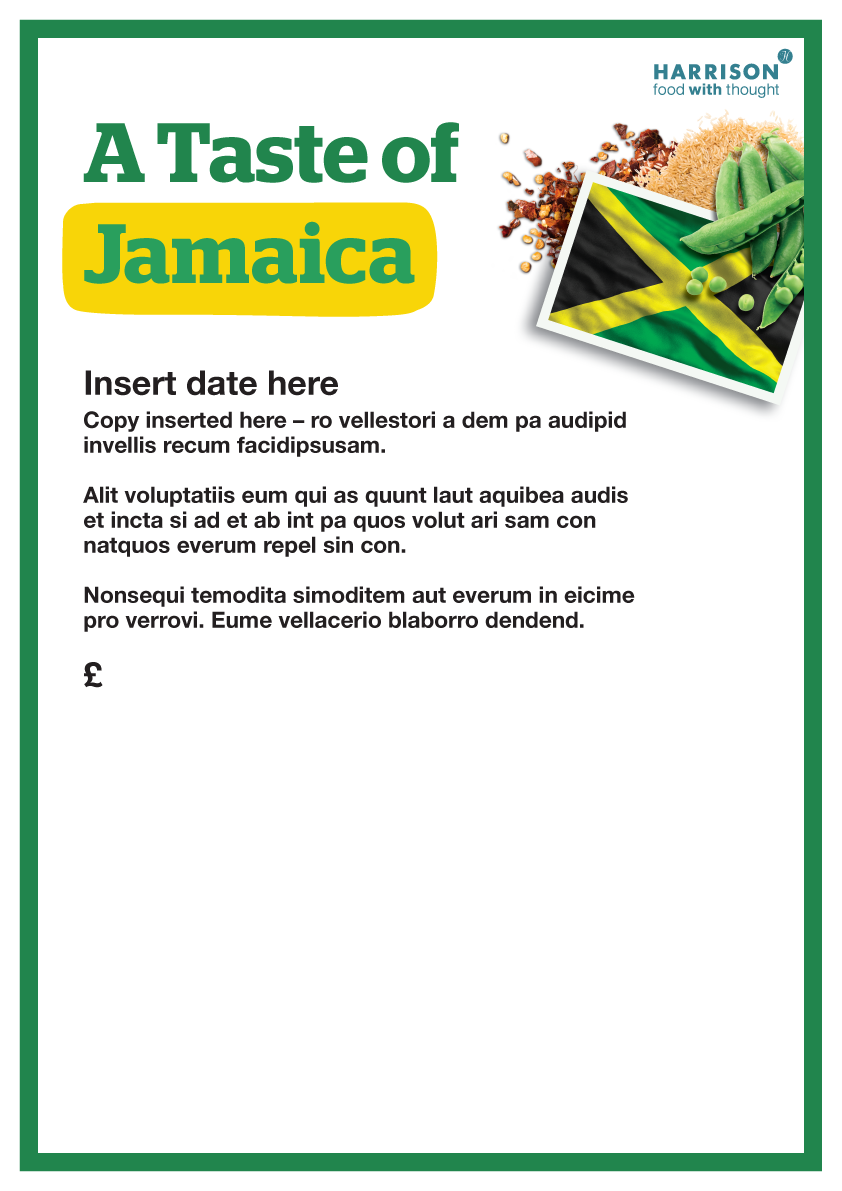 HARRISON
food with thought
A Taste of
Jamaica
Insert date here
Copy inserted here – ro vellestori a dem pa audipid
invellis recum facidipsusam.
Alit voluptatiis eum qui as quunt laut aquibea audis
et incta si ad et ab int pa quos volut ari sam con
natquos everum repel sin con.
Nonsequi temodita simoditem aut everum in eicime
pro verrovi. Eume vellacerio blaborro dendend.
£